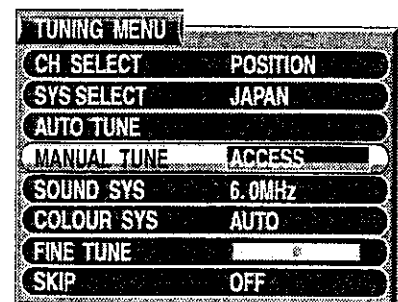 TUNING MENU
CH SELECT POSITION
SYS SELECT JAPAN
AUTO TUNE
MANUAL TUNE ACCESS
SOUND SYS 6.0MHz
COLOUR SYS AUTO
FINE TUNE
SKIP OFF